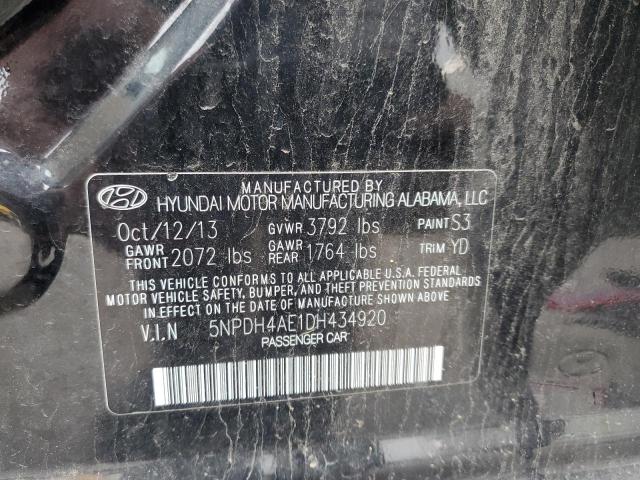 MANUFACTURED BY
HYUNDAI MOTOR MANUFACTURING ALABAMA, LLC
Oct/12/13 GVWR 3792 lbs PAINT S3
GAWR FRONT 2072 lbs GAWR REAR 1764 lbs TRIM YD
THIS VEHICLE CONFORMS TO ALL APPLICABLE U.S.A. FEDERAL
MOTOR VEHICLE SAFETY, BUMPER, AND THEFT PREVENTION STANDARDS
IN EFFECT ON THE DATE OF MANUFACTURE SHOWN ABOVE
V.I.N 5NPDH4AE1DH434920
PASSENGER CAR